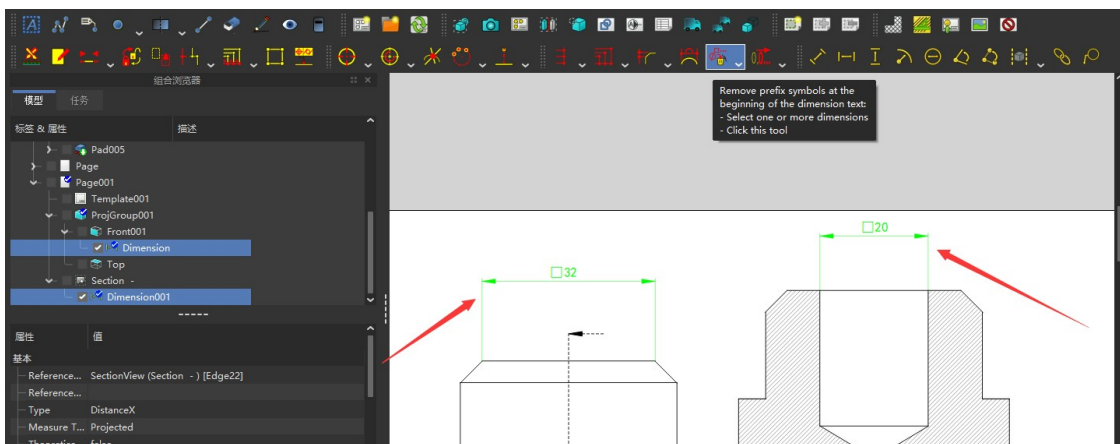 组合浏览器
模型 任务
标签 & 属性 描述
Pad005
Page
Page001
Template001
ProjGroup001
Front001
Dimension
Top
Section -
Dimension001
属性 值
基本
Reference... SectionView (Section - ) [Edge22]
Reference...
Type DistanceX
Measure T... Projected
Theoretica... false
Remove prefix symbols at the
beginning of the dimension text:
- Select one or more dimensions
- Click this tool
□32
□20